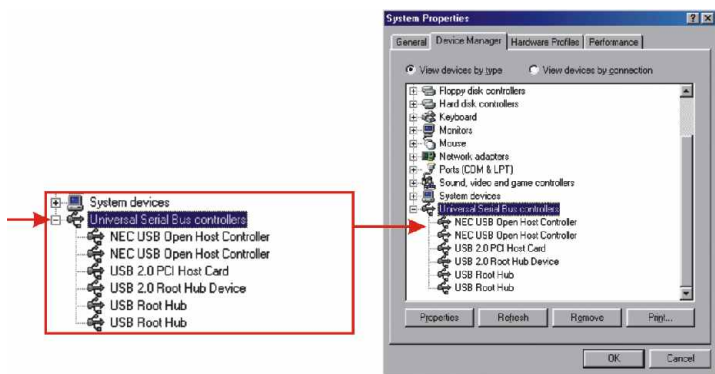 System devices
Universal Serial Bus controllers
NEC USB Open Host Controller
NEC USB Open Host Controller
USB 2.0 PCI Host Card
USB 2.0 Root Hub Device
USB Root Hub
USB Root Hub
System Properties
General Device Manager Hardware Profiles Performance
View devices by type View devices by connection
Floppy disk controllers
Hard disk controllers
Keyboard
Monitors
Mouse
Network adapters
Ports (COM & LPT)
Sound, video and game controllers
System devices
Universal Serial Bus controllers
NEC USB Open Host Controller
NEC USB Open Host Controller
USB 2.0 PCI Host Card
USB 2.0 Root Hub Device
USB Root Hub
USB Root Hub
Properties Refresh Remove Print...
OK Cancel